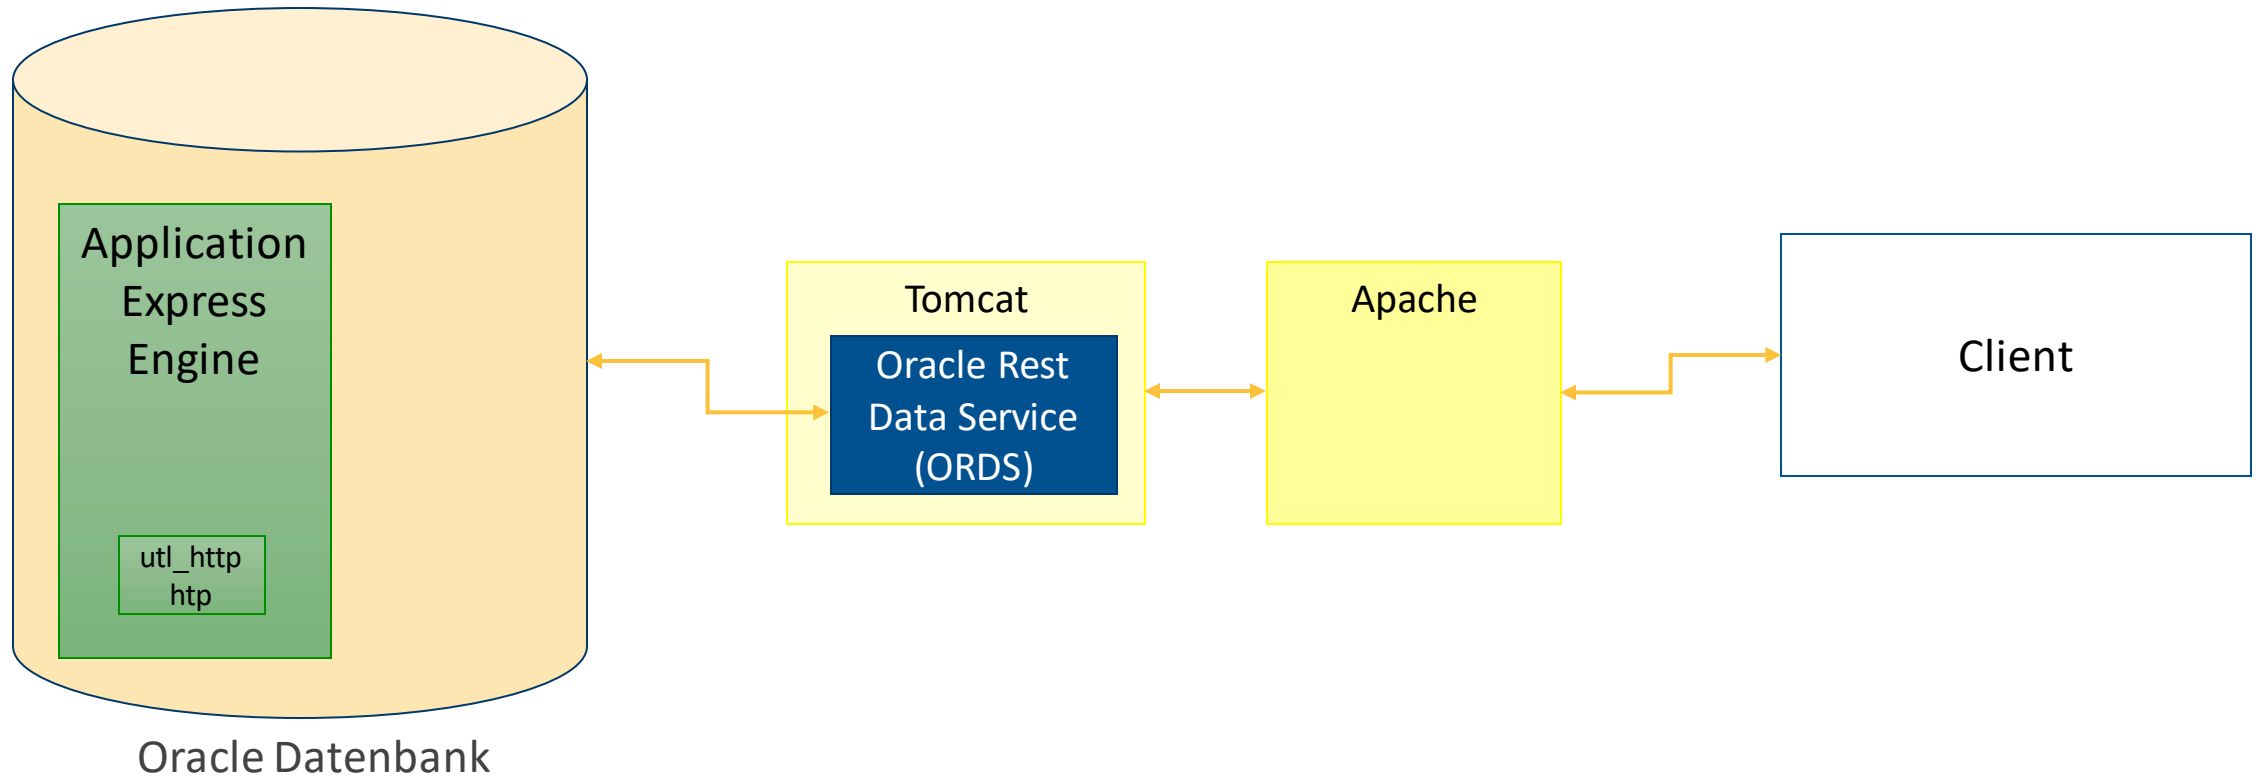 Application
Express
Engine
utl_http
htp
Oracle Datenbank
Tomcat
Oracle Rest
Data Service
(ORDS)
Apache
Client